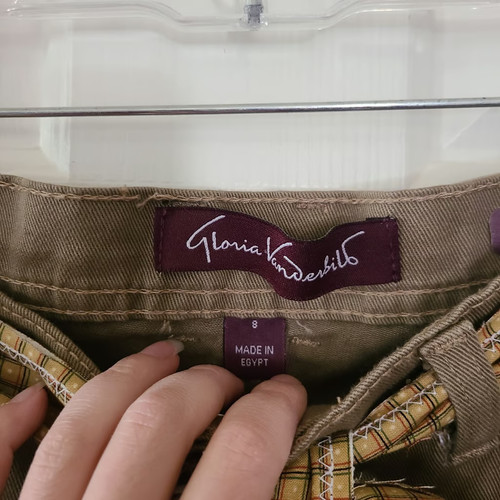 Gloria Vanderbilt
8
MADE IN
EGYPT